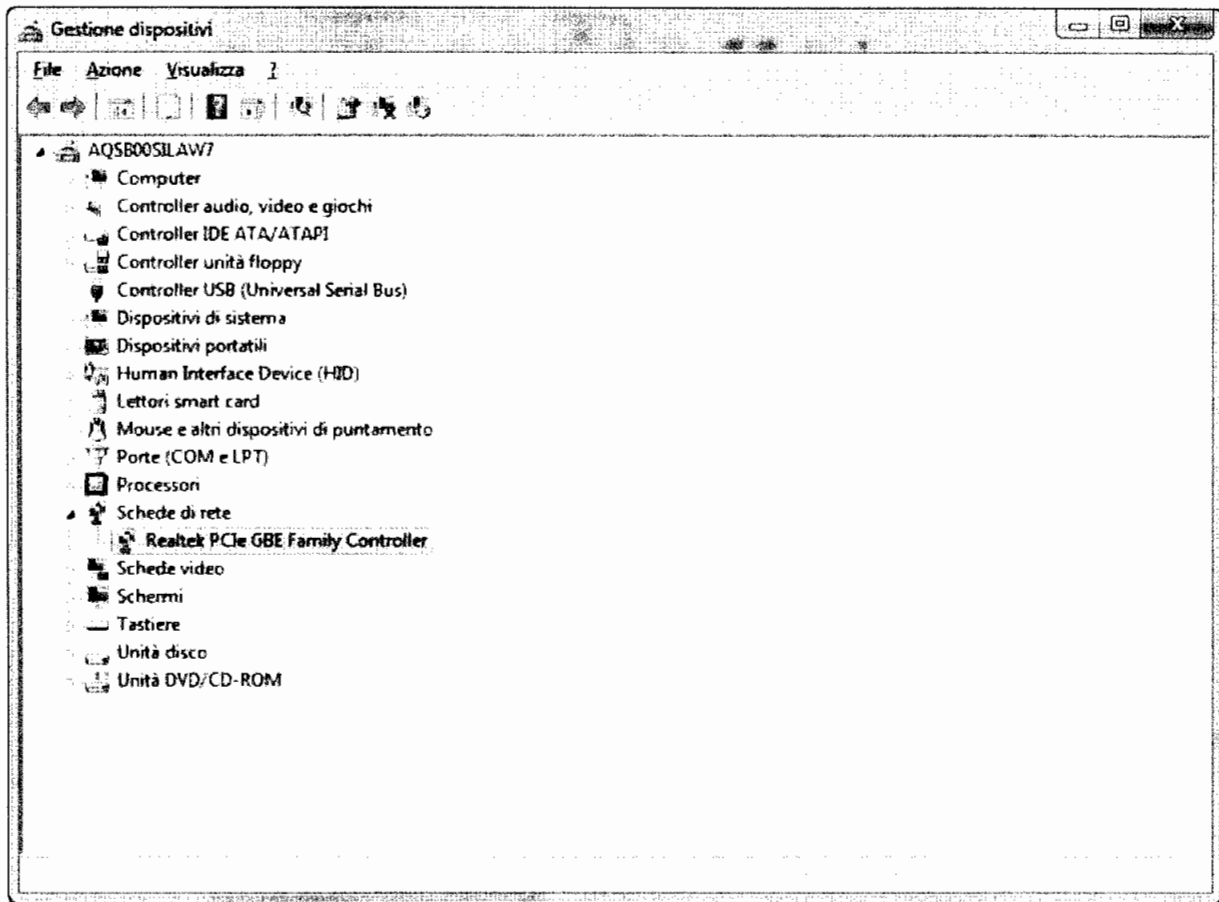 Gestione dispositivi
File Azione Visualizza ?
AQSB00SILAW7
Computer
Controller audio, video e giochi
Controller IDE ATA/ATAPI
Controller unità floppy
Controller USB (Universal Serial Bus)
Dispositivi di sistema
Dispositivi portatili
Human Interface Device (HID)
Lettori smart card
Mouse e altri dispositivi di puntamento
Porte (COM e LPT)
Processori
Schede di rete
Realtek PCIe GBE Family Controller
Schede video
Schermi
Tastiere
Unità disco
Unità DVD/CD-ROM